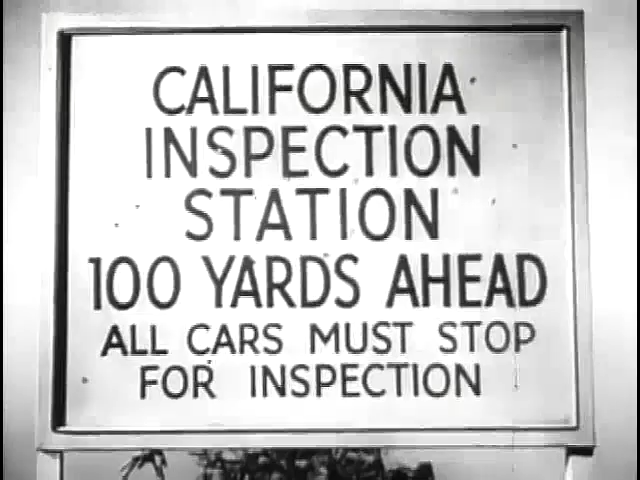 CALIFORNIA
INSPECTION
STATION
100 YARDS AHEAD
ALL CARS MUST STOP
FOR INSPECTION